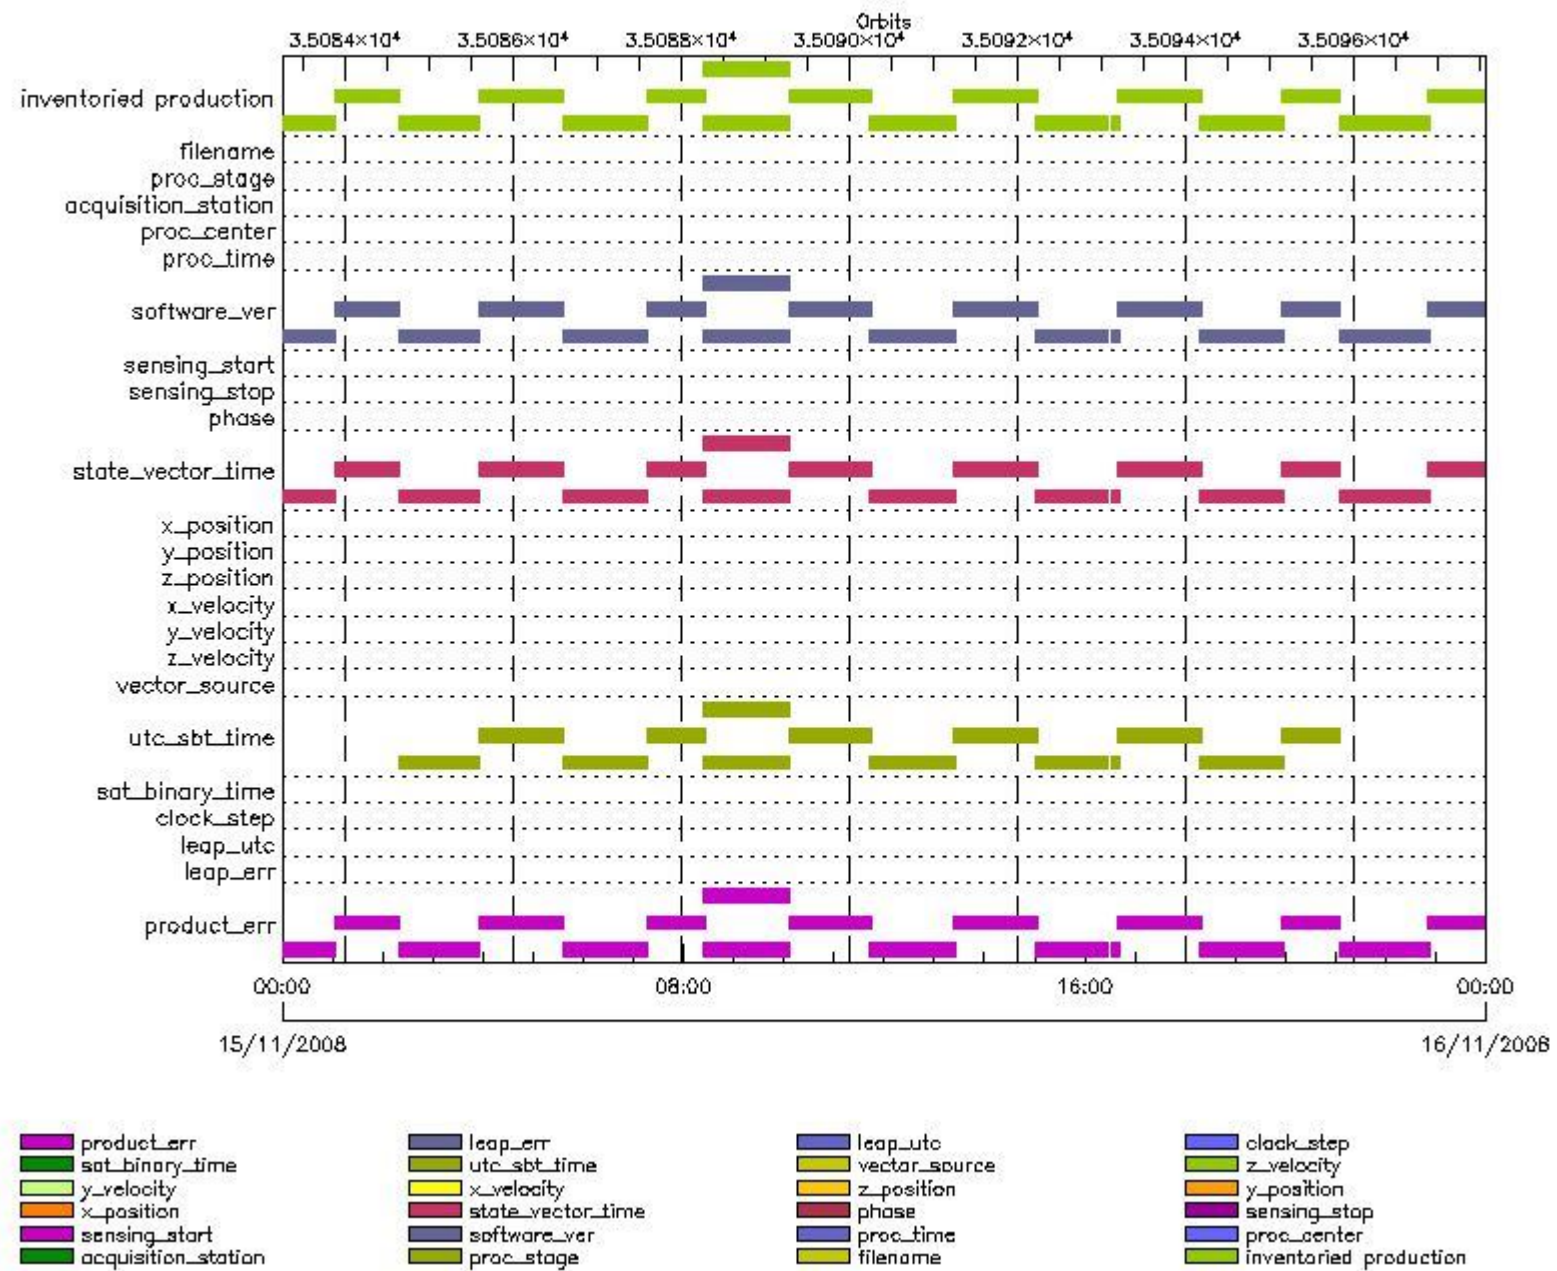 Orbits
3.5084×10⁴ 3.5086×10⁴ 3.5088×10⁴ 3.5090×10⁴ 3.5092×10⁴ 3.5094×10⁴ 3.5096×10⁴
inventoried production
filename
proc_stage
acquisition_station
proc_center
proc_time
software_ver
sensing_start
sensing_stop
phase
state_vector_time
x_position
y_position
z_position
x_velocity
y_velocity
z_velocity
vector_source
utc_sbt_time
sat_binary_time
clock_step
leap_utc
leap_err
product_err
00:00 08:00 16:00 00:00
15/11/2008 16/11/2008
product_err leap_err leap_utc clock_step
sat_binary_time utc_sbt_time vector_source z_velocity
y_velocity x_velocity z_position y_position
x_position state_vector_time phase sensing_stop
sensing_start software_ver proc_time proc_center
acquisition_station proc_stage filename inventoried production